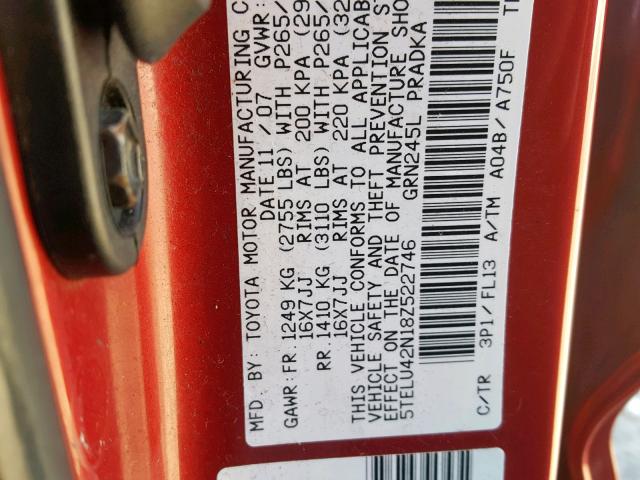 MFD. BY: TOYOTA MOTOR MANUFACTURING C
DATE 11/07 GVWR:
GAWR: FR. 1249 KG (2755 LBS) WITH P265/
16X7JJ RIMS AT 200 KPA (29
RR. 1410 KG (3110 LBS) WITH P265/
16X7JJ RIMS AT 220 KPA (32
THIS VEHICLE CONFORMS TO ALL APPLICAB
VEHICLE SAFETY AND THEFT PREVENTION S
EFFECT ON THE DATE OF MANUFACTURE SHO
5TELU42N18Z522746 GRN245L PRADKA
C/TR 3P1/FL13 A/TM A04B/A750F